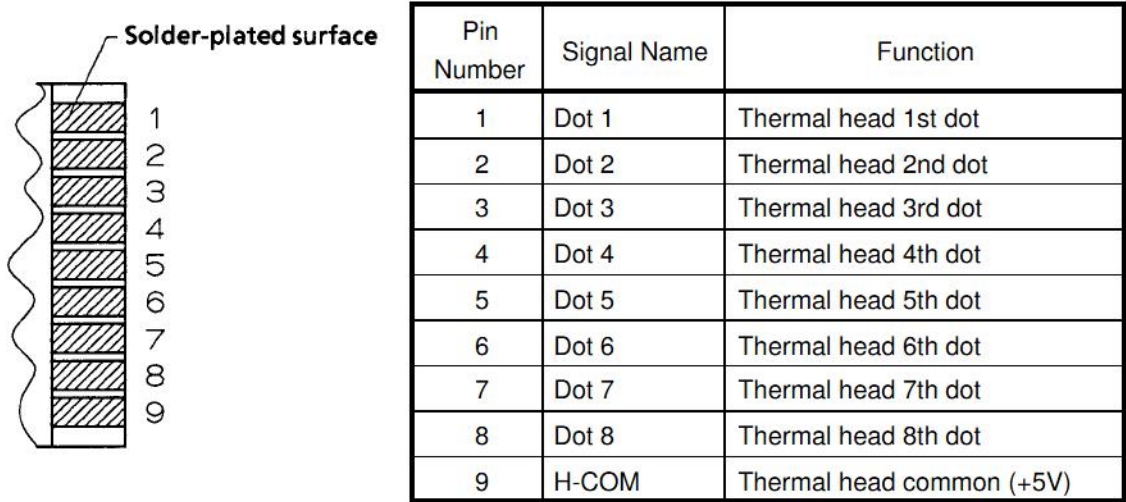 Solder-plated surface
1
2
3
4
5
6
7
8
9
Pin Number Signal Name Function
1 Dot 1 Thermal head 1st dot
2 Dot 2 Thermal head 2nd dot
3 Dot 3 Thermal head 3rd dot
4 Dot 4 Thermal head 4th dot
5 Dot 5 Thermal head 5th dot
6 Dot 6 Thermal head 6th dot
7 Dot 7 Thermal head 7th dot
8 Dot 8 Thermal head 8th dot
9 H-COM Thermal head common (+5V)